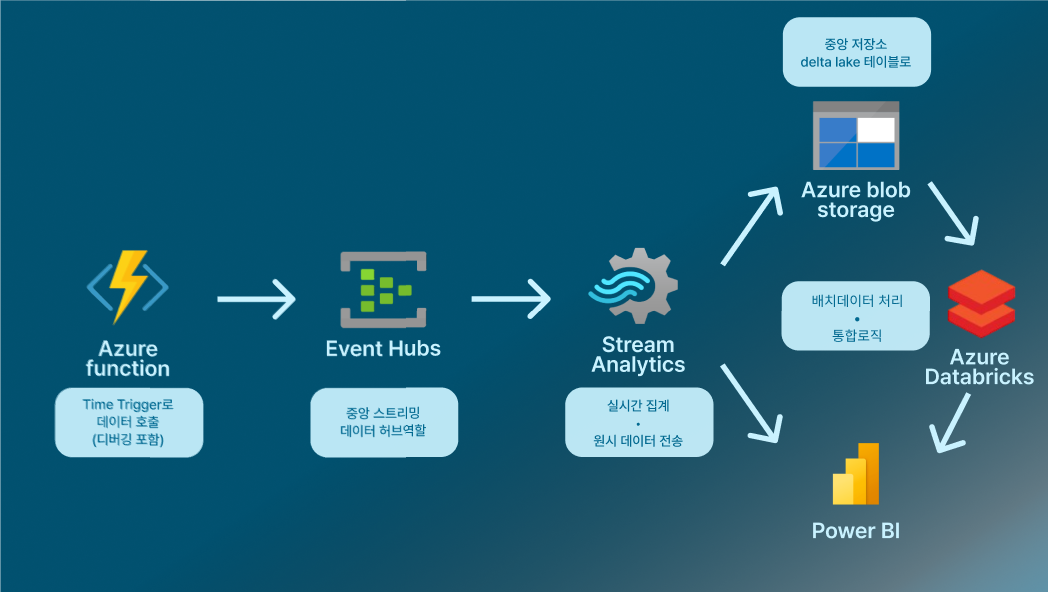 중앙 저장소
delta lake 테이블로
Azure blob
storage
Azure
function
Time Trigger로
데이터 호출
(디버깅 포함)
Event Hubs
중앙 스트리밍
데이터 허브역할
Stream
Analytics
실시간 집계
•
원시 데이터 전송
배치데이터 처리
•
통합로직
Azure
Databricks
Power BI